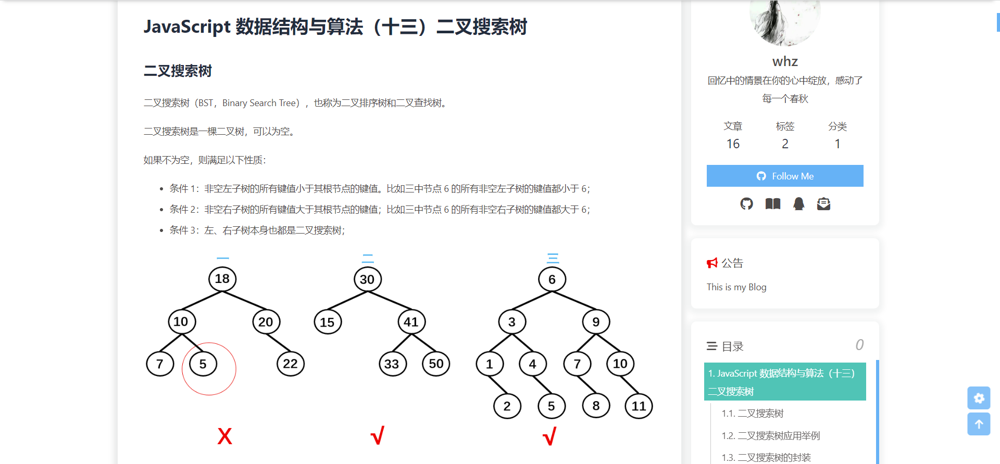 JavaScript 数据结构与算法（十三）二叉搜索树
二叉搜索树
二叉搜索树（BST，Binary Search Tree），也称为二叉排序树和二叉查找树。
二叉搜索树是一棵二叉树，可以为空。
如果不为空，则满足以下性质：
• 条件 1：非空左子树的所有键值小于其根节点的键值。比如三中节点 6 的所有非空左子树的键值都小于 6；
• 条件 2：非空右子树的所有键值大于其根节点的键值；比如三中节点 6 的所有非空右子树的键值都大于 6；
• 条件 3：左、右子树本身也都是二叉搜索树；
一 二 三
18 30 6
10 20 15 41 3 9
7 5 22 33 50 1 4 7 10
2 5 8 11
X √ √
whz
回忆中的情景在你的心中绽放，感动了
每一个春秋
文章 标签 分类
16 2 1
Follow Me
公告
This is my Blog
目录 0
1. JavaScript 数据结构与算法（十三）
二叉搜索树
1.1. 二叉搜索树
1.2. 二叉搜索树应用举例
1.3. 二叉搜索树的封装